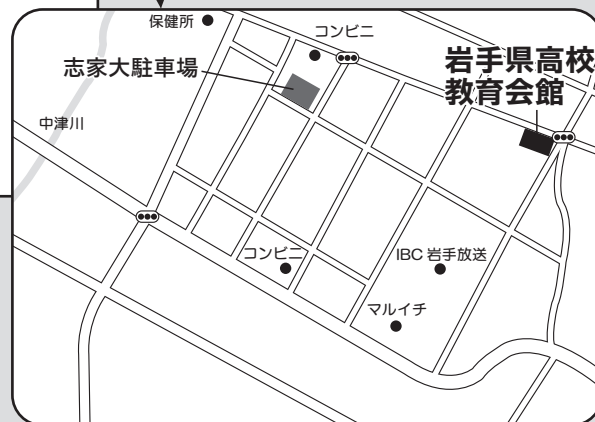 保健所
コンビニ
志家大駐車場
岩手県高校
教育会館
中津川
コンビニ
IBC 岩手放送
マルイチ